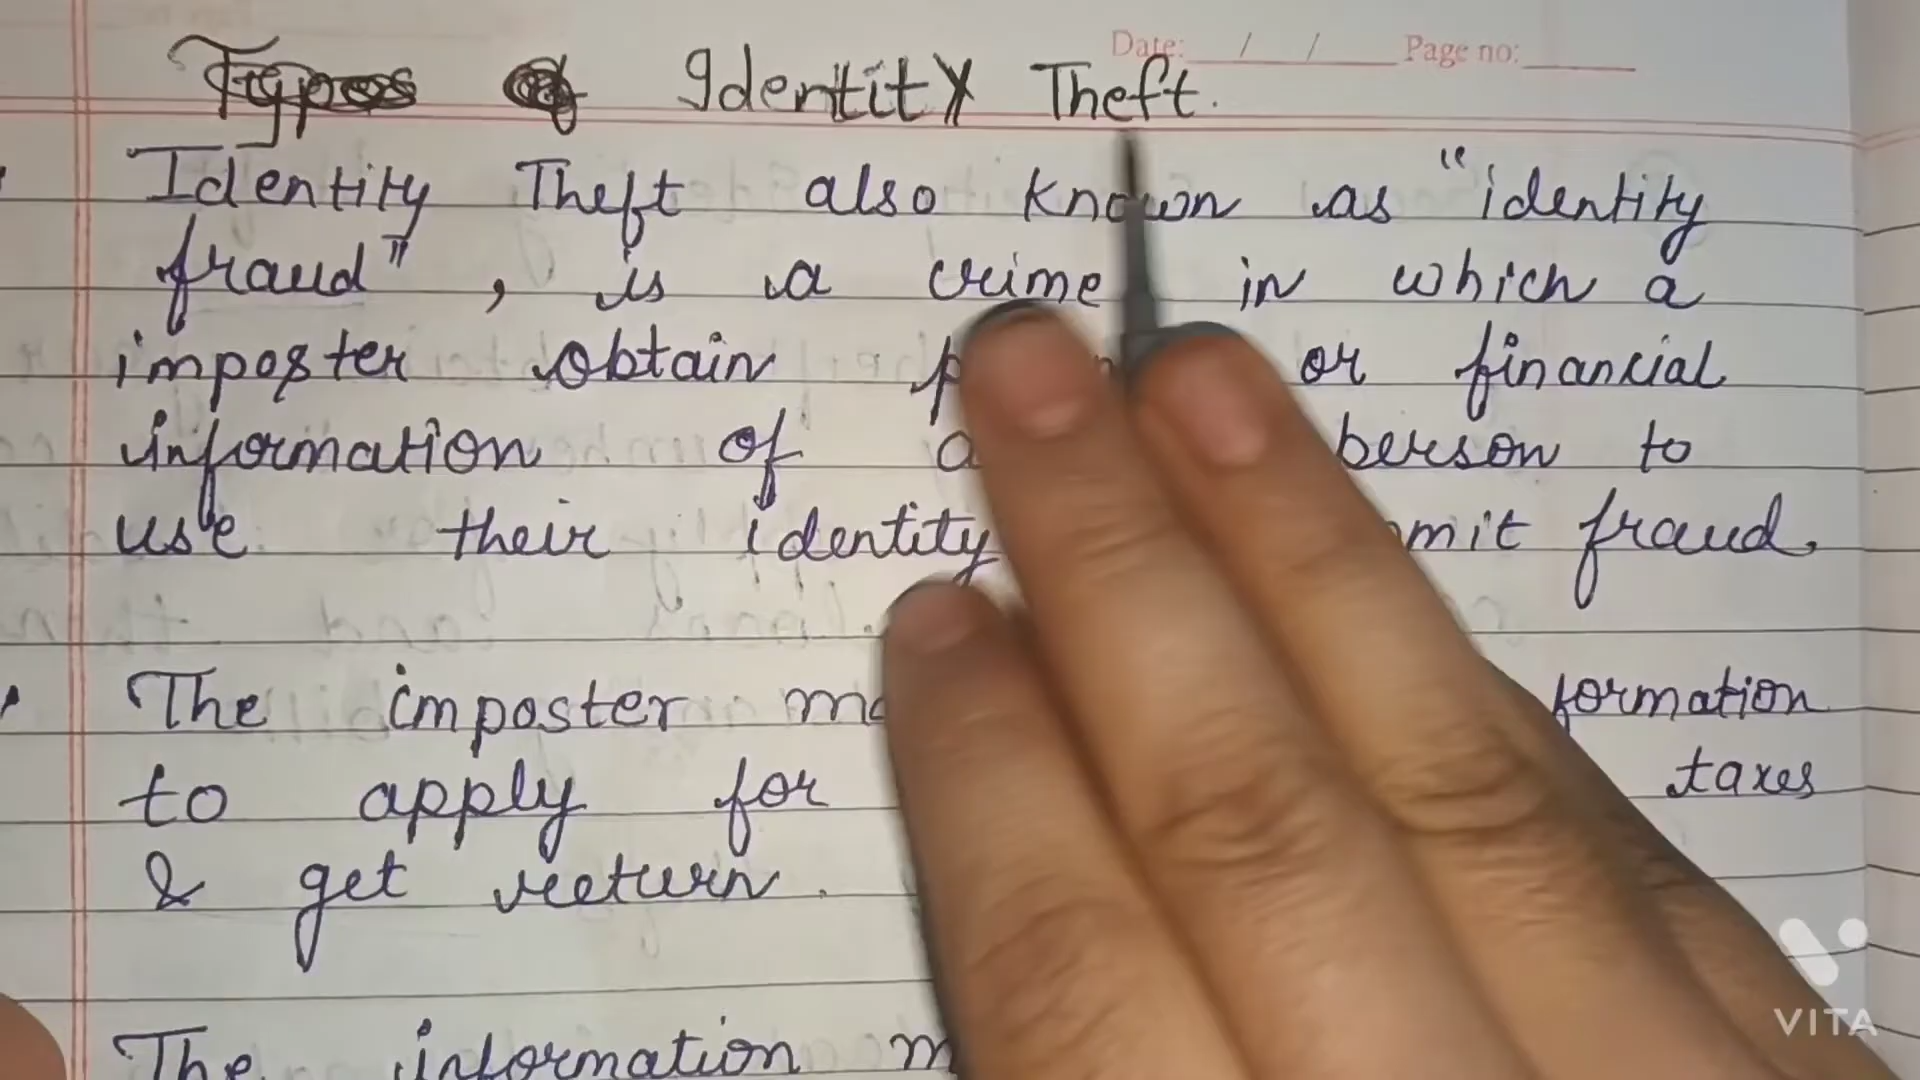 Types of Identity Theft.
Date: / / Page no:
Identity Theft also known as "identity
fraud", is a crime in which a
imposter obtain or financial
information of berson to
use their identity fraud.
The imposter
to apply for taxes
& get reeturn.
The information
VITA